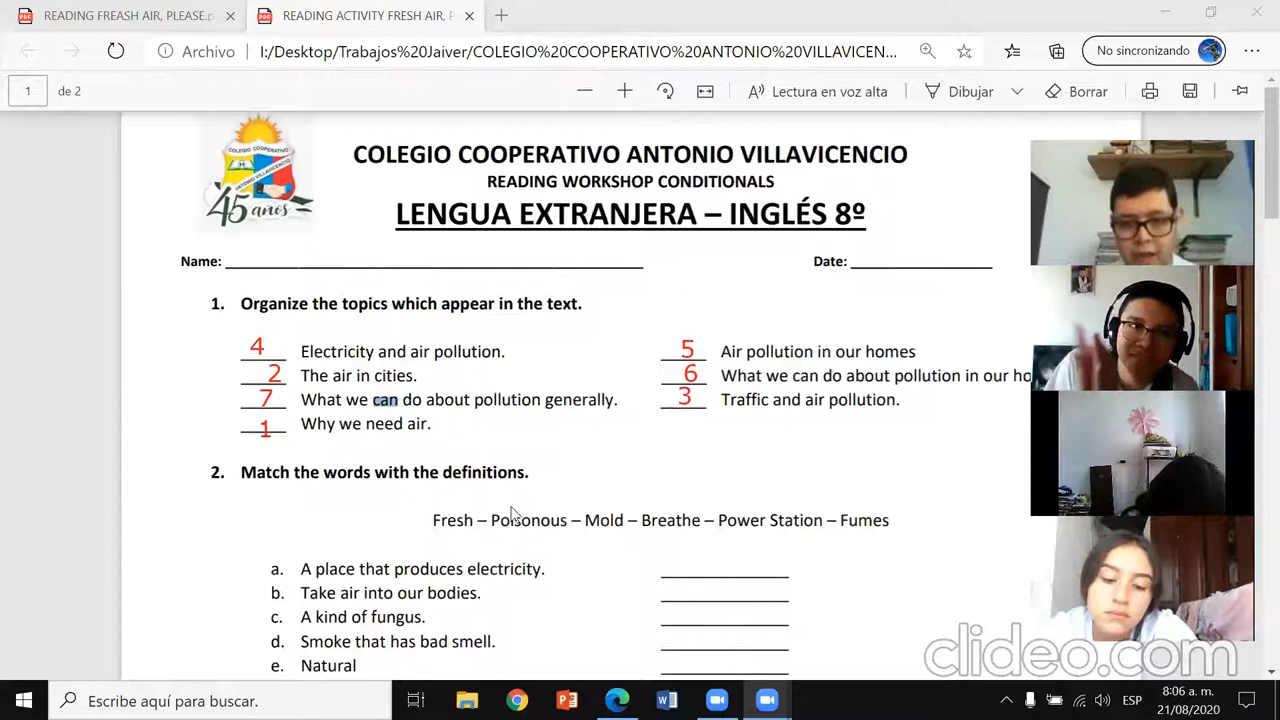 READING FREASH AIR, PLEASE.p
READING ACTIVITY FRESH AIR, P
Archivo
I:/Desktop/Trabajos%20Jaiver/COLEGIO%20COOPERATIVO%20ANTONIO%20VILLAVICEN...
No sincronizando
1 de 2
Lectura en voz alta
Dibujar
Borrar
COLEGIO COOPERATIVO
ANTONIO VILLAVICENCIO
45 años
COLEGIO COOPERATIVO ANTONIO VILLAVICENCIO
READING WORKSHOP CONDITIONALS
LENGUA EXTRANJERA – INGLÉS 8º
Name: Date:
1. Organize the topics which appear in the text.
4 Electricity and air pollution. 5 Air pollution in our homes
2 The air in cities. 6 What we can do about pollution in our ho
7 What we can do about pollution generally. 3 Traffic and air pollution.
1 Why we need air.
2. Match the words with the definitions.
Fresh – Poisonous – Mold – Breathe – Power Station – Fumes
a. A place that produces electricity.
b. Take air into our bodies.
c. A kind of fungus.
d. Smoke that has bad smell.
e. Natural
clideo.com
Escribe aquí para buscar.
ESP
8:06 a. m.
21/08/2020